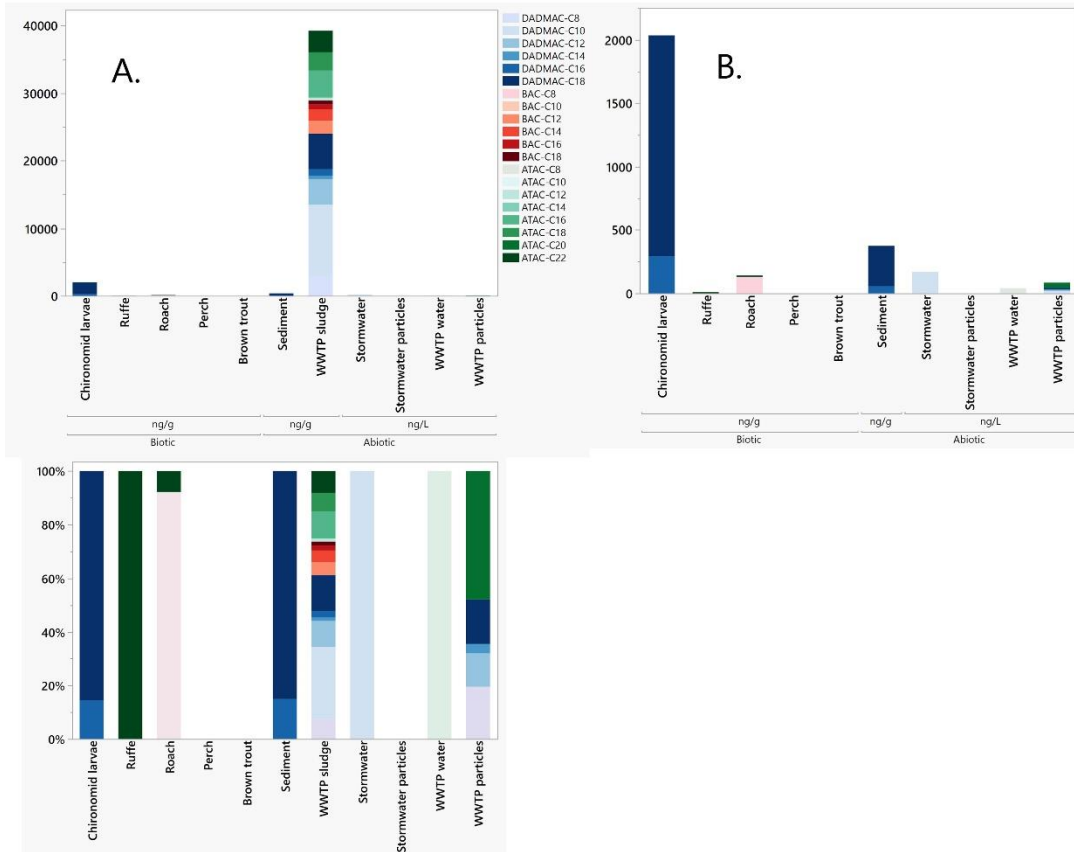 A.
40000
30000
20000
10000
0
Chironomid larvae
Ruffe
Roach
Perch
Brown trout
Sediment
WWTP sludge
Stormwater
Stormwater particles
WWTP water
WWTP particles
ng/g
ng/g
ng/L
Biotic
Abiotic
DADMAC-C8
DADMAC-C10
DADMAC-C12
DADMAC-C14
DADMAC-C16
DADMAC-C18
BAC-C8
BAC-C10
BAC-C12
BAC-C14
BAC-C16
BAC-C18
ATAC-C8
ATAC-C10
ATAC-C12
ATAC-C14
ATAC-C16
ATAC-C18
ATAC-C20
ATAC-C22
B.
2000
1500
1000
500
0
Chironomid larvae
Ruffe
Roach
Perch
Brown trout
Sediment
Stormwater
Stormwater particles
WWTP water
WWTP particles
ng/g
ng/g
ng/L
Biotic
Abiotic
100%
80%
60%
40%
20%
0%
Chironomid larvae
Ruffe
Roach
Perch
Brown trout
Sediment
WWTP sludge
Stormwater
Stormwater particles
WWTP water
WWTP particles